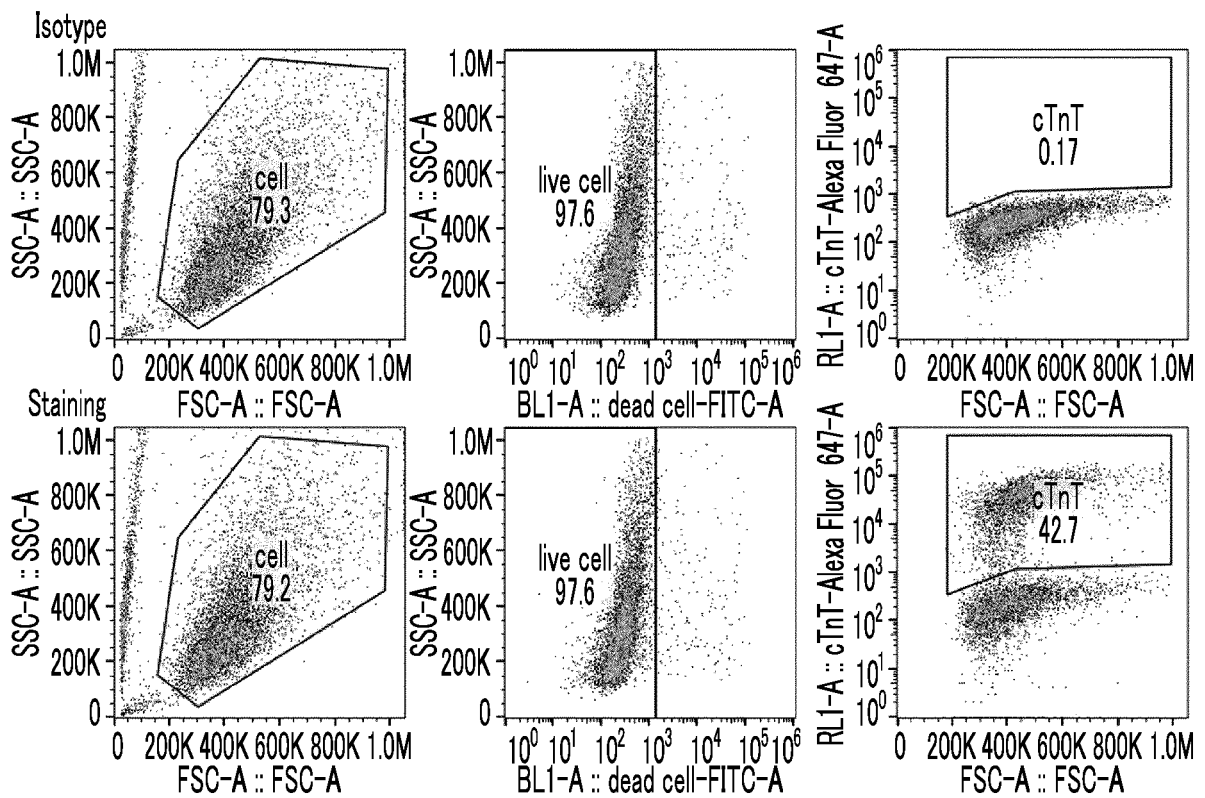 Isotype
SSC-A :: SSC-A
1.0M
800K
600K
400K
200K
0
cell
79.3
0 200K 400K 600K 800K 1.0M
FSC-A :: FSC-A
SSC-A :: SSC-A
1.0M
800K
600K
400K
200K
0
live cell
97.6
10^0 10^1 10^2 10^3 10^4 10^5 10^6
BL1-A :: dead cell-FITC-A
RL1-A :: cTnT-Alexa Fluor 647-A
10^6
10^5
10^4
10^3
10^2
10^1
10^0
cTnT
0.17
0 200K 400K 600K 800K 1.0M
FSC-A :: FSC-A
Staining
SSC-A :: SSC-A
1.0M
800K
600K
400K
200K
0
cell
79.2
0 200K 400K 600K 800K 1.0M
FSC-A :: FSC-A
SSC-A :: SSC-A
1.0M
800K
600K
400K
200K
0
live cell
97.6
10^0 10^1 10^2 10^3 10^4 10^5 10^6
BL1-A :: dead cell-FITC-A
RL1-A :: cTnT-Alexa Fluor 647-A
10^6
10^5
10^4
10^3
10^2
10^1
10^0
cTnT
42.7
0 200K 400K 600K 800K 1.0M
FSC-A :: FSC-A